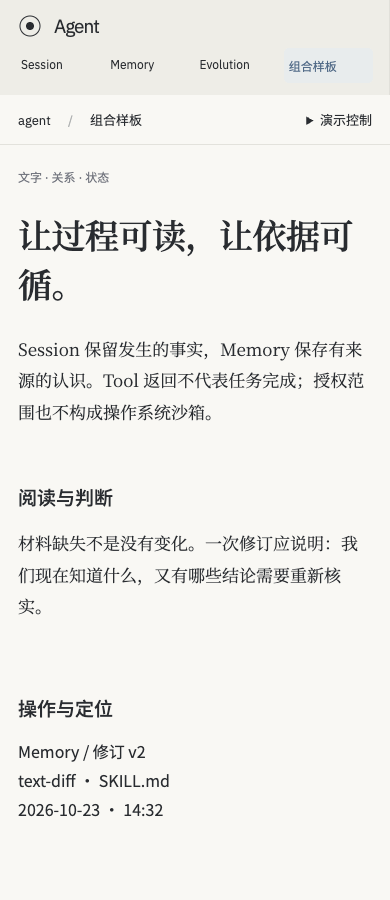 Agent
Session Memory Evolution 组合样板
agent / 组合样板 ▶ 演示控制
文字 · 关系 · 状态
让过程可读，让依据可
循。
Session 保留发生的事实，Memory 保存有来
源的认识。Tool 返回不代表任务完成；授权范
围也不构成操作系统沙箱。
阅读与判断
材料缺失不是没有变化。一次修订应说明：我
们现在知道什么，又有哪些结论需要重新核
实。
操作与定位
Memory / 修订 v2
text-diff · SKILL.md
2026-10-23 · 14:32